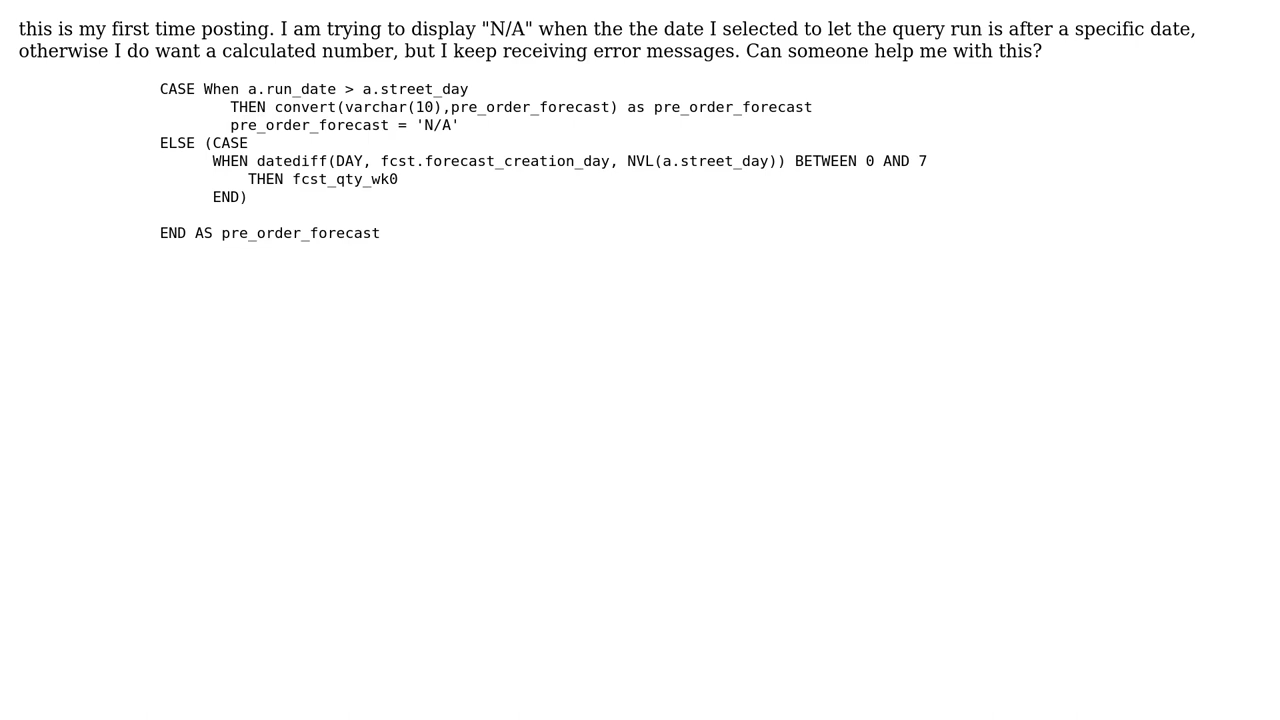 this is my first time posting. I am trying to display "N/A" when the the date I selected to let the query run is after a specific date,
otherwise I do want a calculated number, but I keep receiving error messages. Can someone help me with this?
CASE When a.run_date > a.street_day
THEN convert(varchar(10),pre_order_forecast) as pre_order_forecast
pre_order_forecast = 'N/A'
ELSE (CASE
WHEN datediff(DAY, fcst.forecast_creation_day, NVL(a.street_day)) BETWEEN 0 AND 7
THEN fcst_qty_wk0
END)
END AS pre_order_forecast